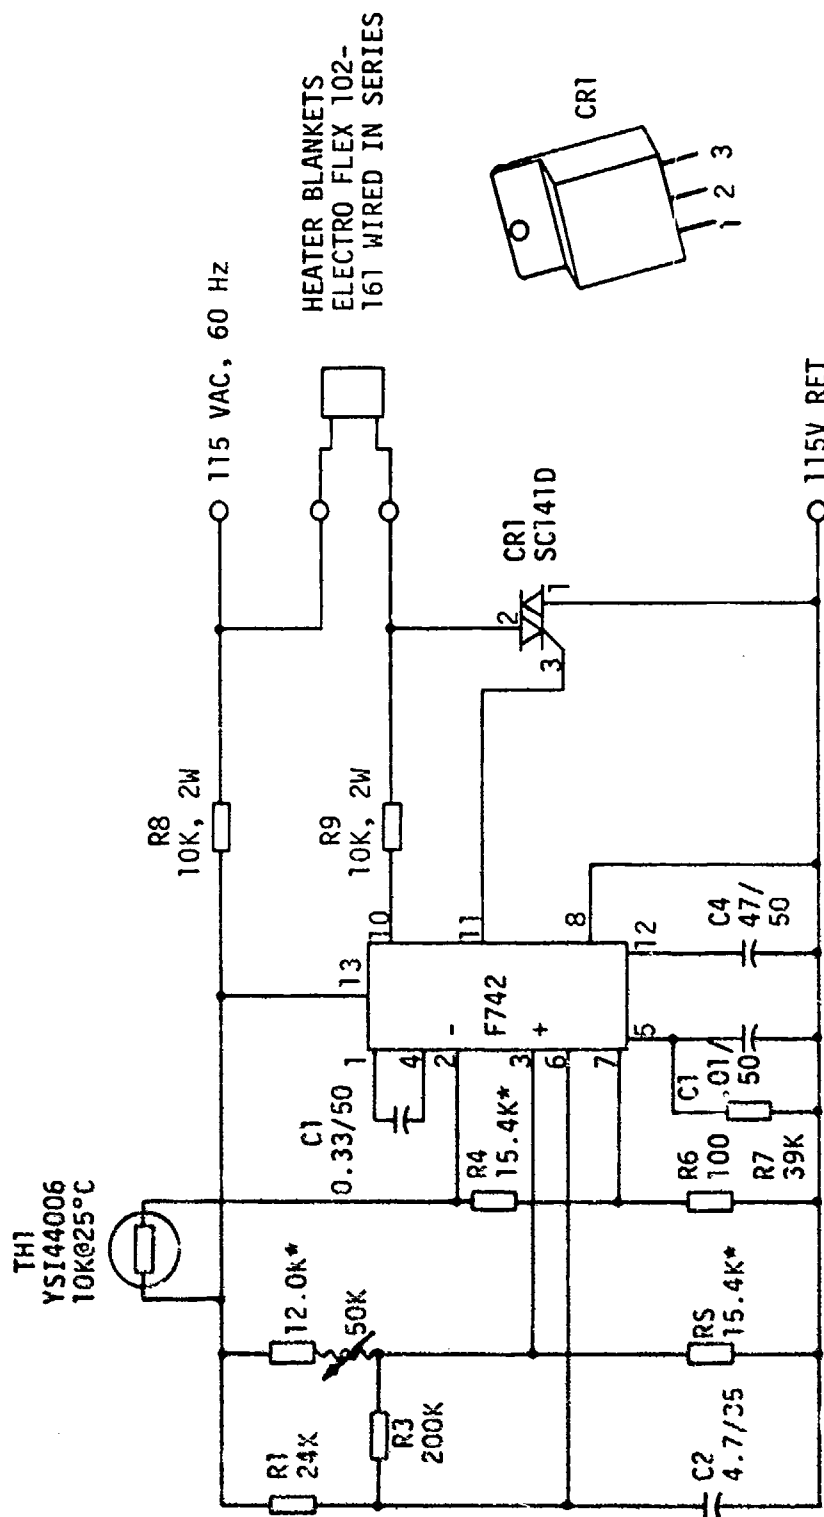 TH1
YSI44006
10K@25°C
R1
24K
12.0K*
50K
R3
200K
C2
4.7/35
RS
15.4K*
R4
15.4K*
R6
100
R7
39K
C1
0.33/50
C1
.01/
50
C4
47/
50
F742
-
+
1
4
2
3
6
7
5
12
8
11
10
13
R8
10K, 2W
R9
10K, 2W
CR1
SC141D
2
1
3
115 VAC, 60 Hz
HEATER BLANKETS
ELECTRO FLEX 102-
161 WIRED IN SERIES
CR1
1
2
3
115V RET